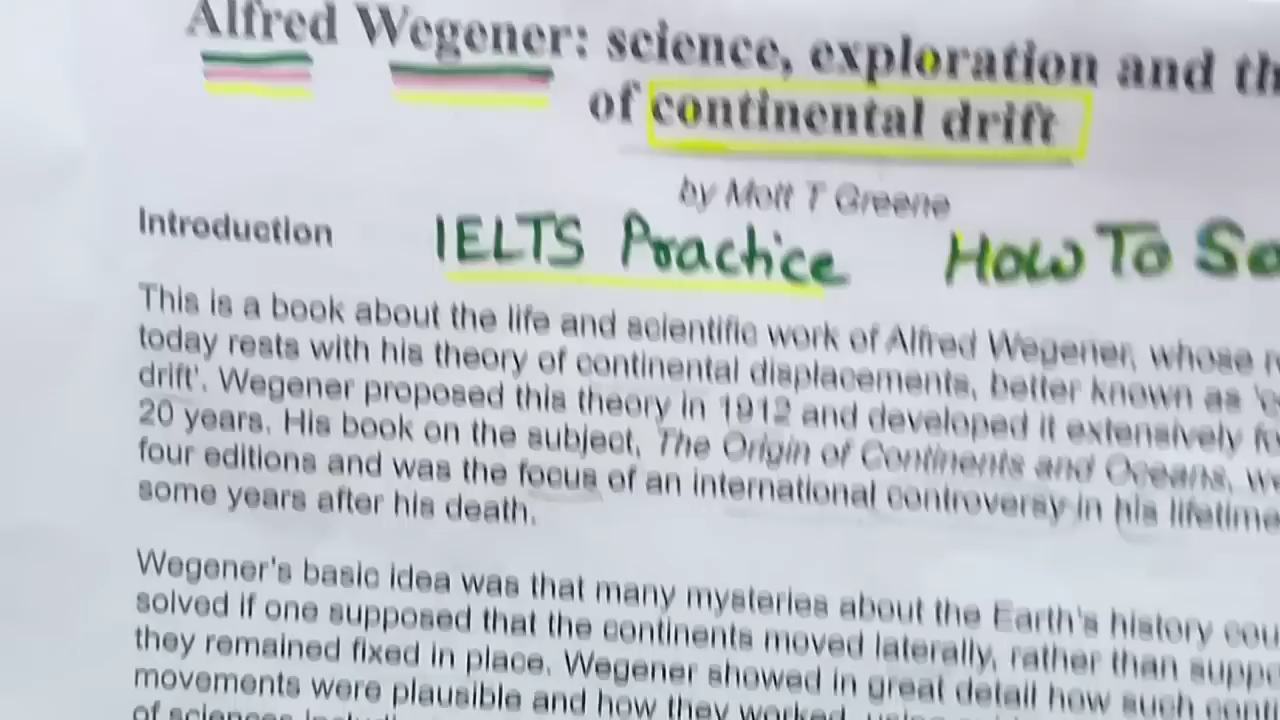 Alfred Wegener: science, exploration and th
of continental drift
by Mott T Greene
Introduction
IELTS Practice How To So
This is a book about the life and scientific work of Alfred Wegener, whose r
today rests with his theory of continental displacements, better known as 'c
drift'. Wegener proposed this theory in 1912 and developed it extensively fo
20 years. His book on the subject, The Origin of Continents and Oceans, we
four editions and was the focus of an international controversy in his lifetime
some years after his death.
Wegener's basic idea was that many mysteries about the Earth's history cou
solved if one supposed that the continents moved laterally, rather than suppo
they remained fixed in place. Wegener showed in great detail how such conti
movements were plausible and how they worked, using
of sciences